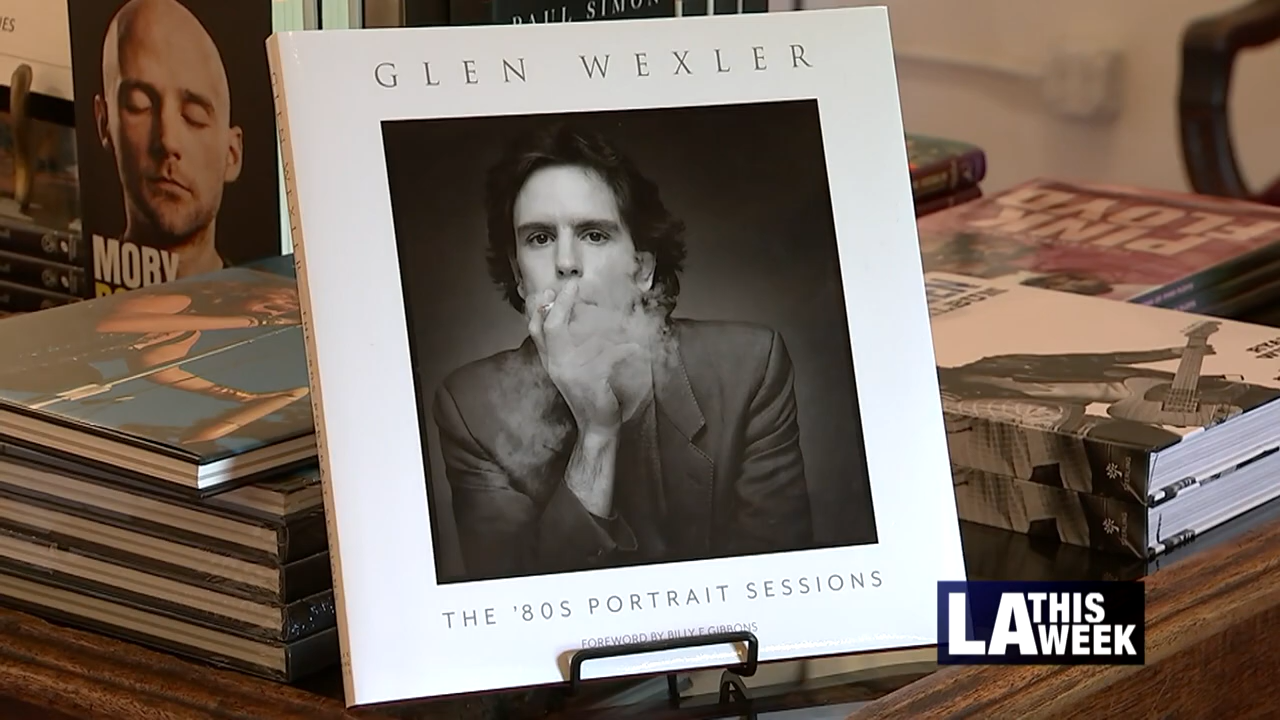 PAUL SIMON
MOBY
GLEN WEXLER
THE '80S PORTRAIT SESSIONS
FOREWORD BY BILLY F GIBBONS
PINK
FLOYD
LA THIS
WEEK